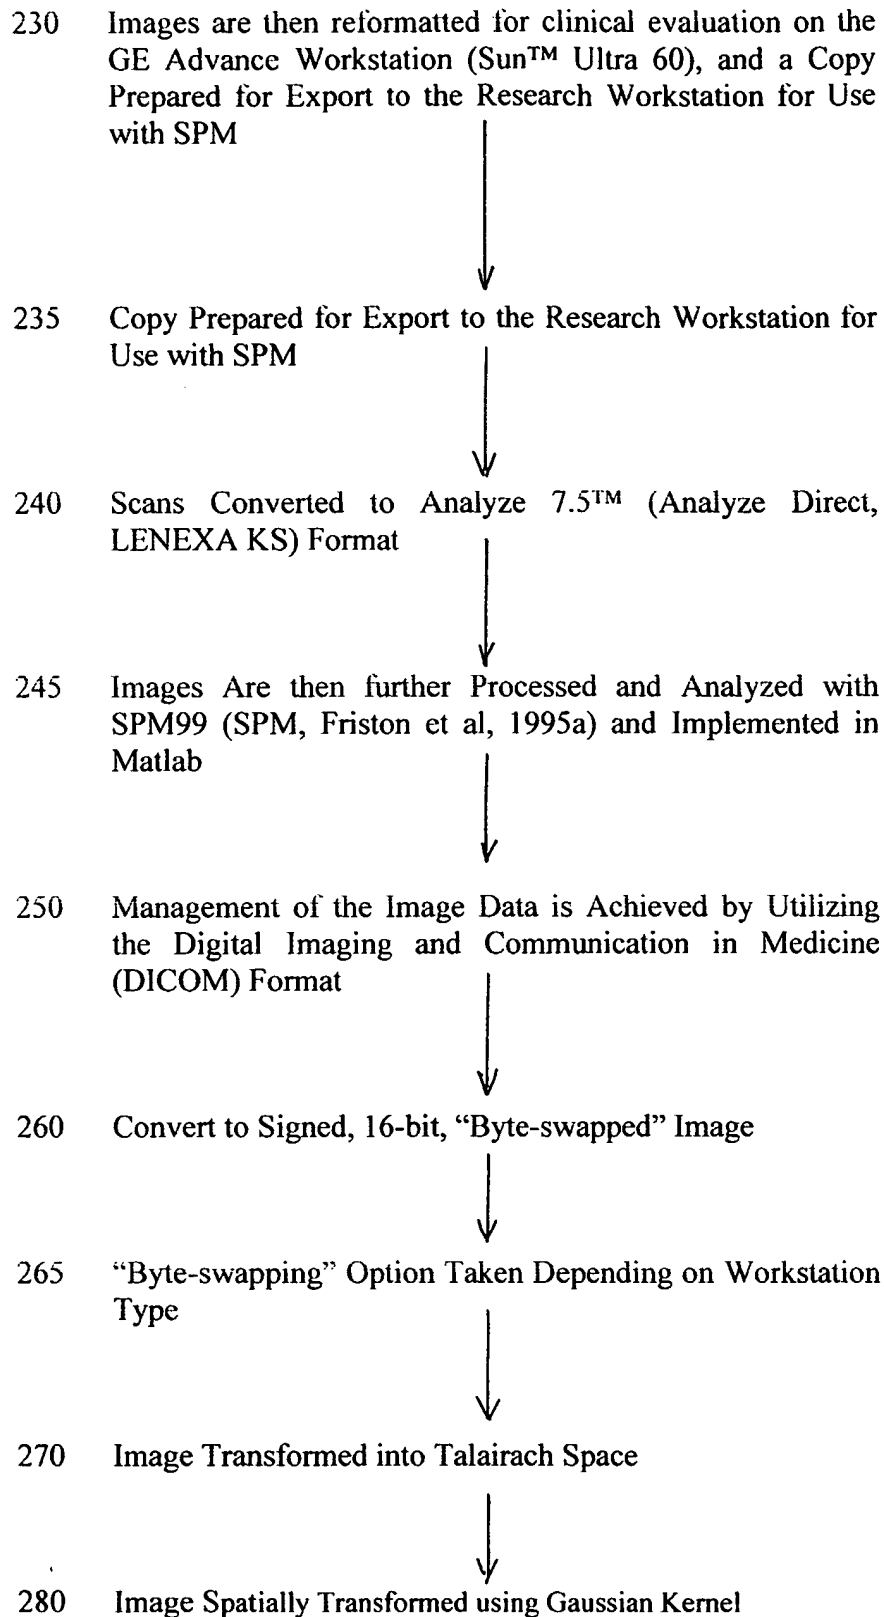 230 Images are then reformatted for clinical evaluation on the
GE Advance Workstation (Sun™ Ultra 60), and a Copy
Prepared for Export to the Research Workstation for Use
with SPM
235 Copy Prepared for Export to the Research Workstation for
Use with SPM
240 Scans Converted to Analyze 7.5™ (Analyze Direct,
LENEXA KS) Format
245 Images Are then further Processed and Analyzed with
SPM99 (SPM, Friston et al, 1995a) and Implemented in
Matlab
250 Management of the Image Data is Achieved by Utilizing
the Digital Imaging and Communication in Medicine
(DICOM) Format
260 Convert to Signed, 16-bit, “Byte-swapped” Image
265 “Byte-swapping” Option Taken Depending on Workstation
Type
270 Image Transformed into Talairach Space
280 Image Spatially Transformed using Gaussian Kernel